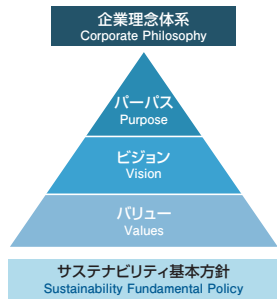 企業理念体系
Corporate Philosophy
パーパス
Purpose
ビジョン
Vision
バリュー
Values
サステナビリティ基本方針
Sustainability Fundamental Policy